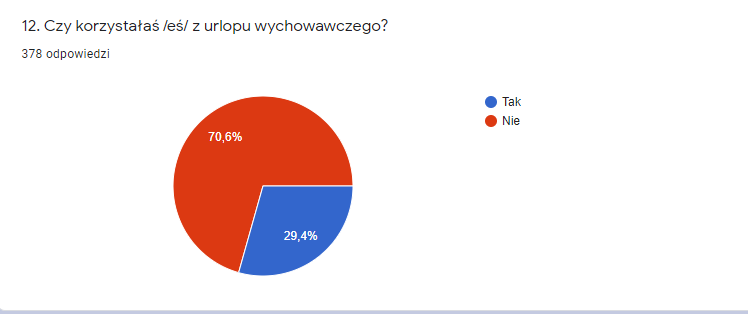 12. Czy korzystałaś /eś/ z urlopu wychowawczego?
378 odpowiedzi
Tak
Nie
70,6%
29,4%